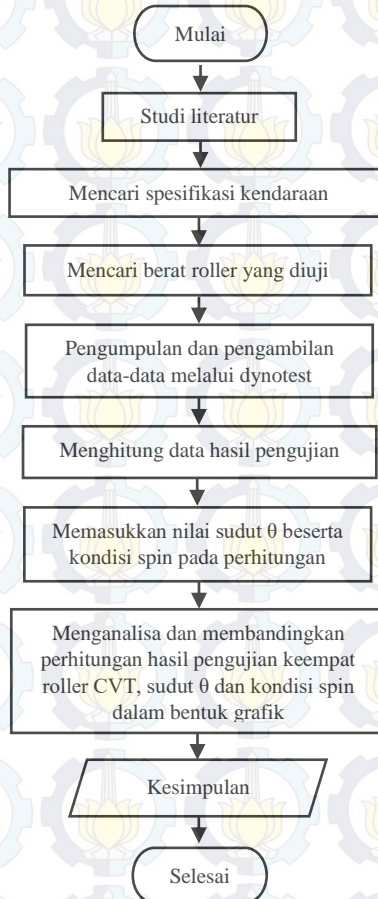 Mulai
Studi literatur
Mencari spesifikasi kendaraan
Mencari berat roller yang diuji
Pengumpulan dan pengambilan
data-data melalui dynotest
Menghitung data hasil pengujian
Memasukkan nilai sudut θ beserta
kondisi spin pada perhitungan
Menganalisa dan membandingkan
perhitungan hasil pengujian keempat
roller CVT, sudut θ dan kondisi spin
dalam bentuk grafik
Kesimpulan
Selesai